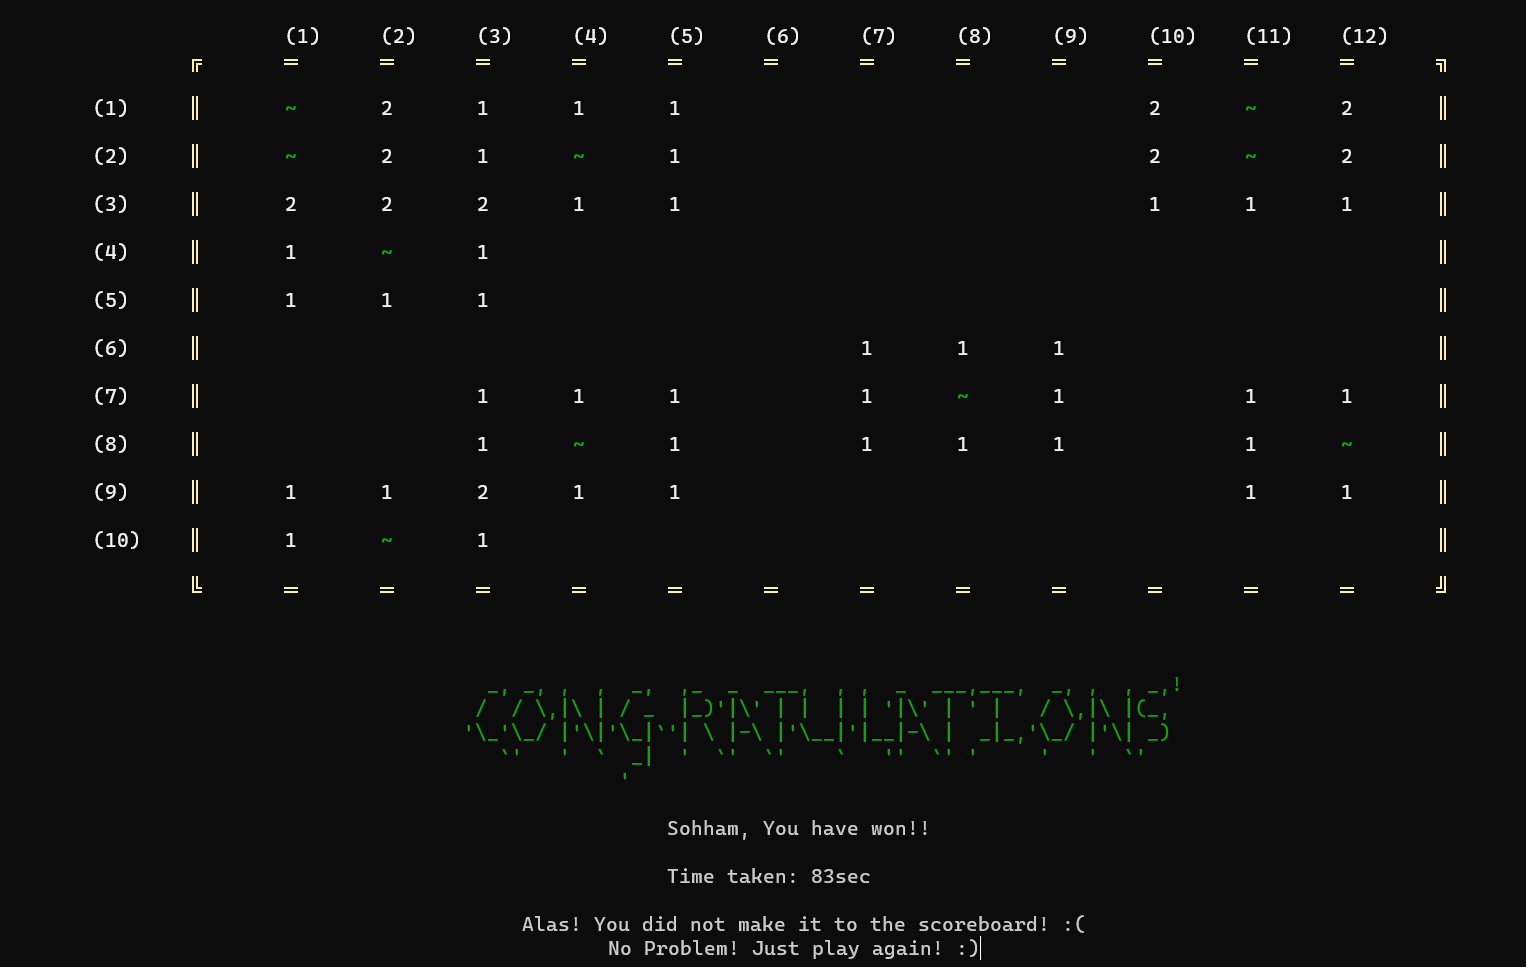 (1) (2) (3) (4) (5) (6) (7) (8) (9) (10) (11) (12)
╔ = = = = = = = = = = = = ╗
(1) ║ ~ 2 1 1 1 2 ~ 2 ║
(2) ║ ~ 2 1 ~ 1 2 ~ 2 ║
(3) ║ 2 2 2 1 1 1 1 1 ║
(4) ║ 1 ~ 1 ║
(5) ║ 1 1 1 ║
(6) ║ 1 1 1 ║
(7) ║ 1 1 1 1 ~ 1 1 1 ║
(8) ║ 1 ~ 1 1 1 1 1 ~ ║
(9) ║ 1 1 2 1 1 1 1 ║
(10) ║ 1 ~ 1 ║
╚ = = = = = = = = = = = = ╝
CONGRATULATIONS!
Sohham, You have won!!
Time taken: 83sec
Alas! You did not make it to the scoreboard! :(
No Problem! Just play again! :)